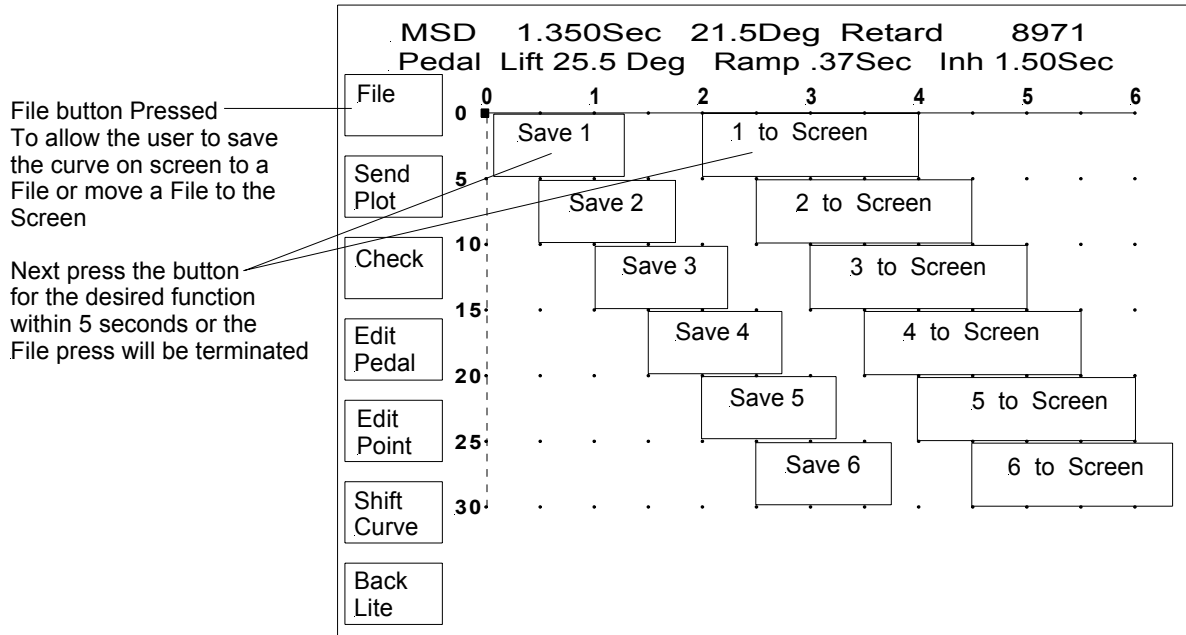 MSD 1.350Sec 21.5Deg Retard 8971
Pedal Lift 25.5 Deg Ramp .37Sec Inh 1.50Sec
File button Pressed
To allow the user to save
the curve on screen to a
File or move a File to the
Screen
Next press the button
for the desired function
within 5 seconds or the
File press will be terminated
File
Send
Plot
Check
Edit
Pedal
Edit
Point
Shift
Curve
Back
Lite
0 1 2 3 4 5 6
0
5
10
15
20
25
30
Save 1 1 to Screen
Save 2 2 to Screen
Save 3 3 to Screen
Save 4 4 to Screen
Save 5 5 to Screen
Save 6 6 to Screen